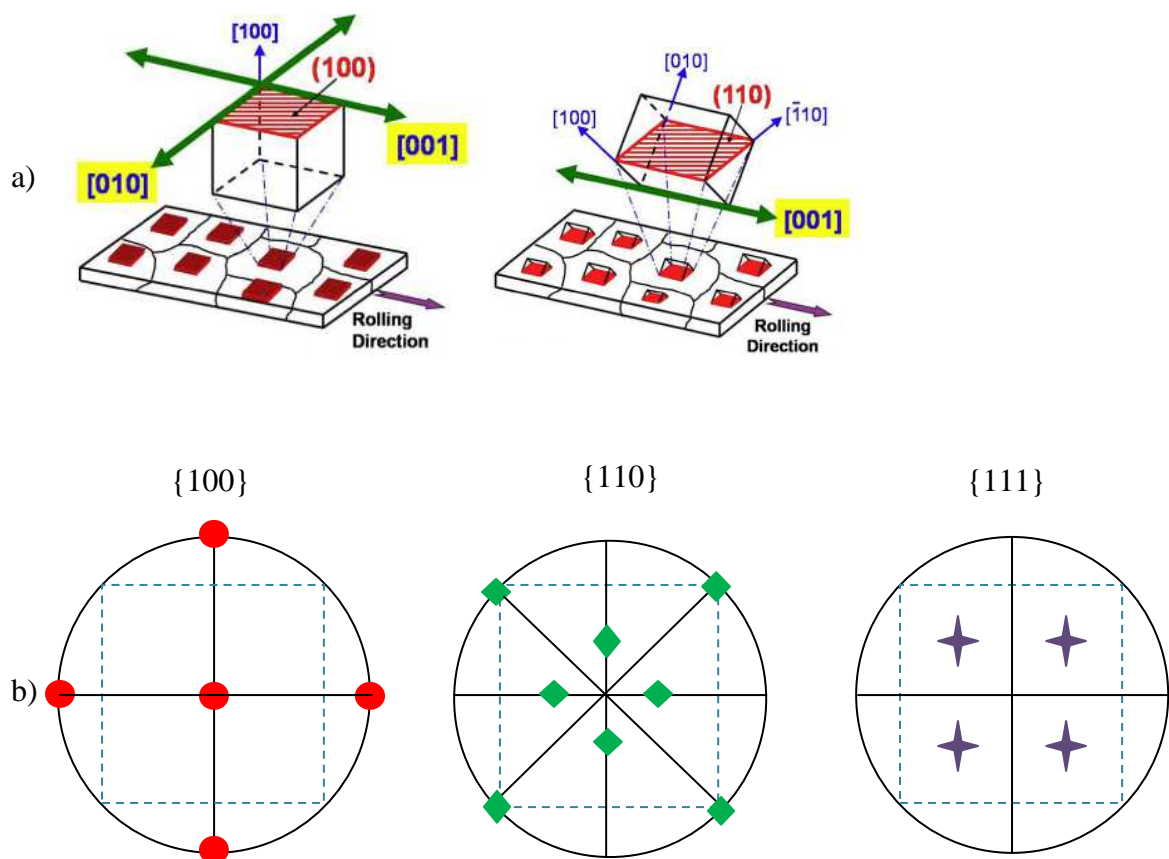 a)
[100]
(100)
[001]
[010]
Rolling
Direction
[010]
(110)
[100]
[1̄10]
[001]
Rolling
Direction
b)
{100}
{110}
{111}